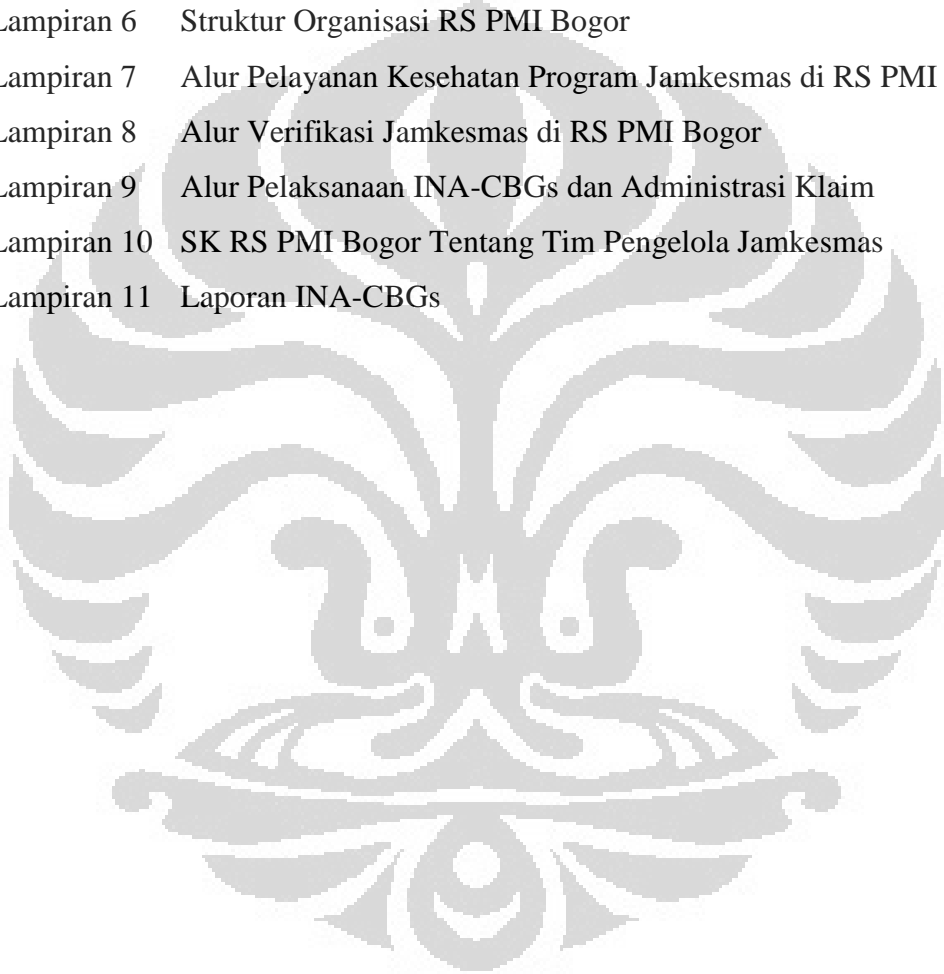 Lampiran 6 Struktur Organisasi RS PMI Bogor
Lampiran 7 Alur Pelayanan Kesehatan Program Jamkesmas di RS PMI
Lampiran 8 Alur Verifikasi Jamkesmas di RS PMI Bogor
Lampiran 9 Alur Pelaksanaan INA-CBGs dan Administrasi Klaim
Lampiran 10 SK RS PMI Bogor Tentang Tim Pengelola Jamkesmas
Lampiran 11 Laporan INA-CBGs